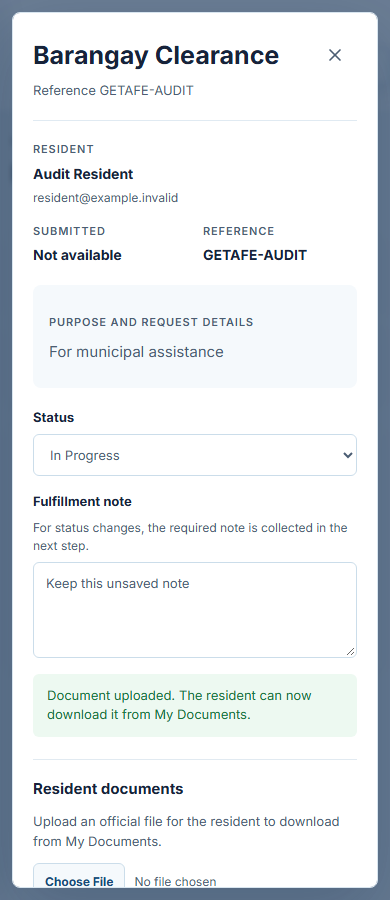 Barangay Clearance
Reference GETAFE-AUDIT
RESIDENT
Audit Resident
resident@example.invalid
SUBMITTED
Not available
REFERENCE
GETAFE-AUDIT
PURPOSE AND REQUEST DETAILS
For municipal assistance
Status
In Progress
Fulfillment note
For status changes, the required note is collected in the
next step.
Keep this unsaved note
Document uploaded. The resident can now
download it from My Documents.
Resident documents
Upload an official file for the resident to download
from My Documents.
Choose File
No file chosen